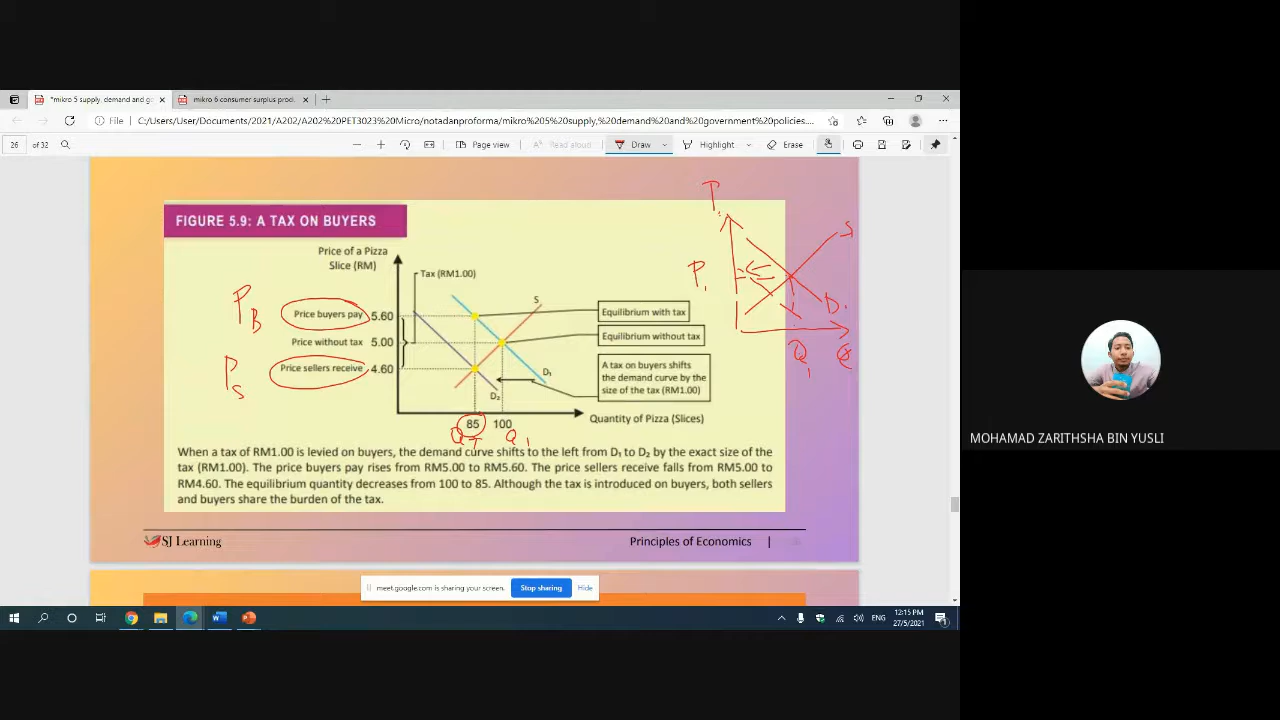 *mikro 5 supply, demand and g
mikro 6 consumer surplus prod
File
C:/Users/User/Documents/2021/A202/A202%20PET3023%20Micro/notadanproforma/mikro%205%20supply,%20demand%20and%20government%20policies....
26 of 32
Page view
Read aloud
Draw
Highlight
Erase
FIGURE 5.9: A TAX ON BUYERS
Price of a Pizza
Slice (RM)
Tax (RM1.00)
S
Price buyers pay 5.60
Price without tax 5.00
Price sellers receive 4.60
Equilibrium with tax
Equilibrium without tax
A tax on buyers shifts
the demand curve by the
size of the tax (RM1.00)
D₁
D₂
85 100
Quantity of Pizza (Slices)
P_B
P_S
Q_T Q_1
P_1
S
D
Q_1
When a tax of RM1.00 is levied on buyers, the demand curve shifts to the left from D₁ to D₂ by the exact size of the
tax (RM1.00). The price buyers pay rises from RM5.00 to RM5.60. The price sellers receive falls from RM5.00 to
RM4.60. The equilibrium quantity decreases from 100 to 85. Although the tax is introduced on buyers, both sellers
and buyers share the burden of the tax.
SJ Learning
Principles of Economics |
meet.google.com is sharing your screen.
Stop sharing
Hide
ENG
12:15 PM
27/5/2021
MOHAMAD ZARITHSHA BIN YUSLI